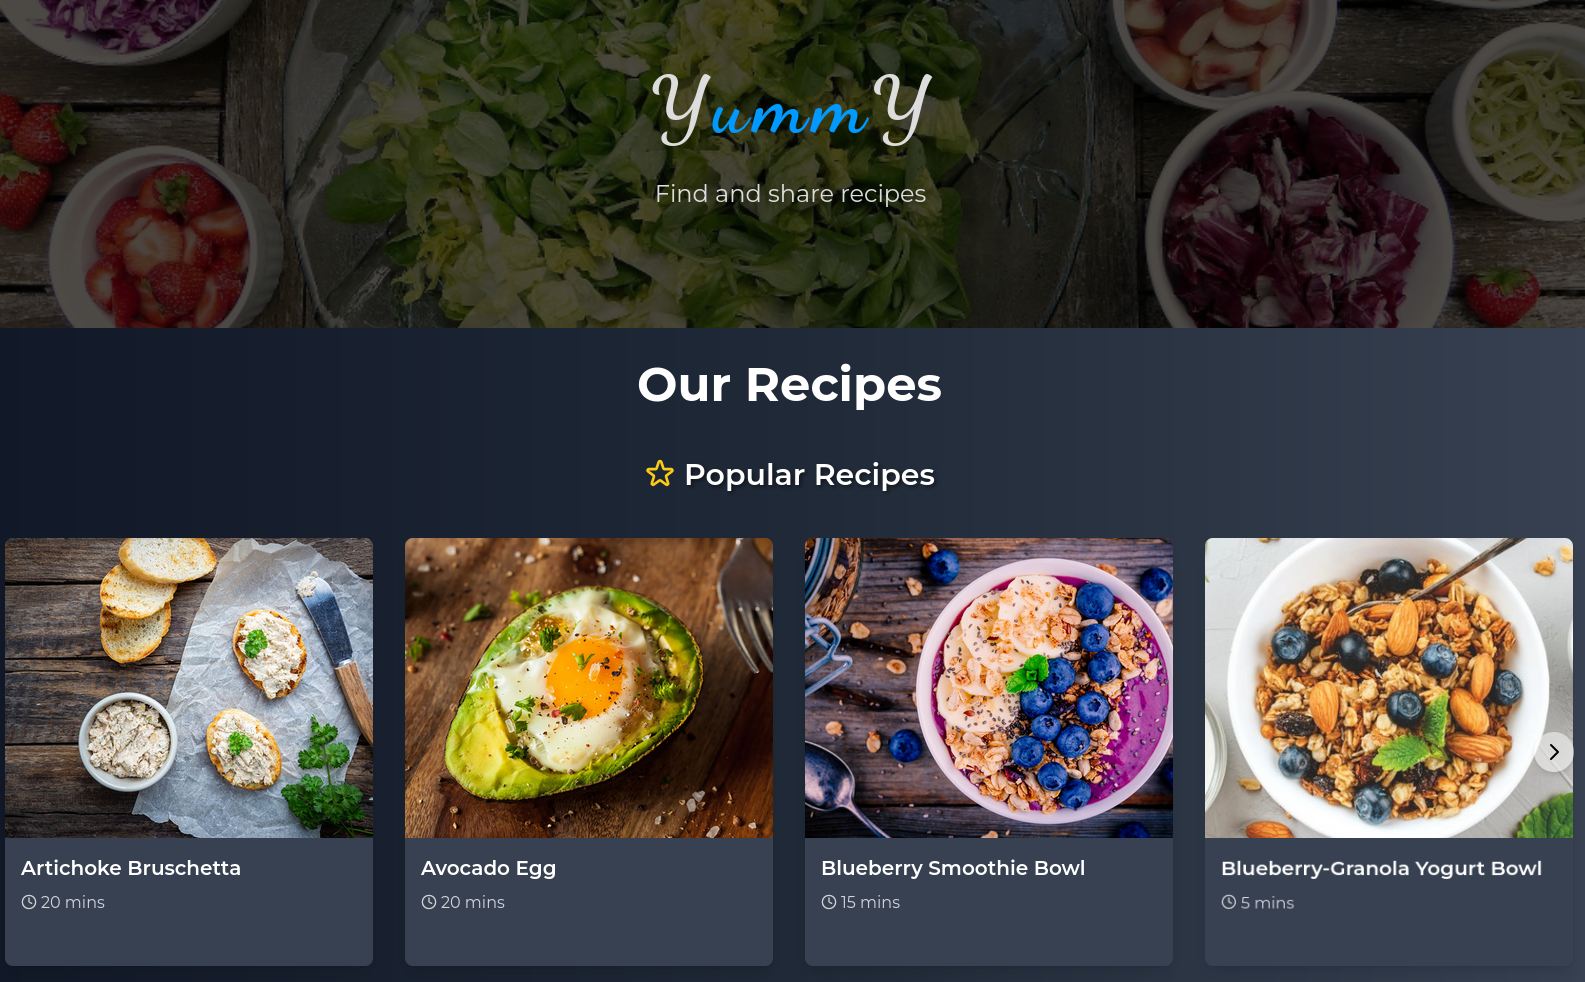 YummY
Find and share recipes
Our Recipes
Popular Recipes
Artichoke Bruschetta
20 mins
Avocado Egg
20 mins
Blueberry Smoothie Bowl
15 mins
Blueberry-Granola Yogurt Bowl
5 mins